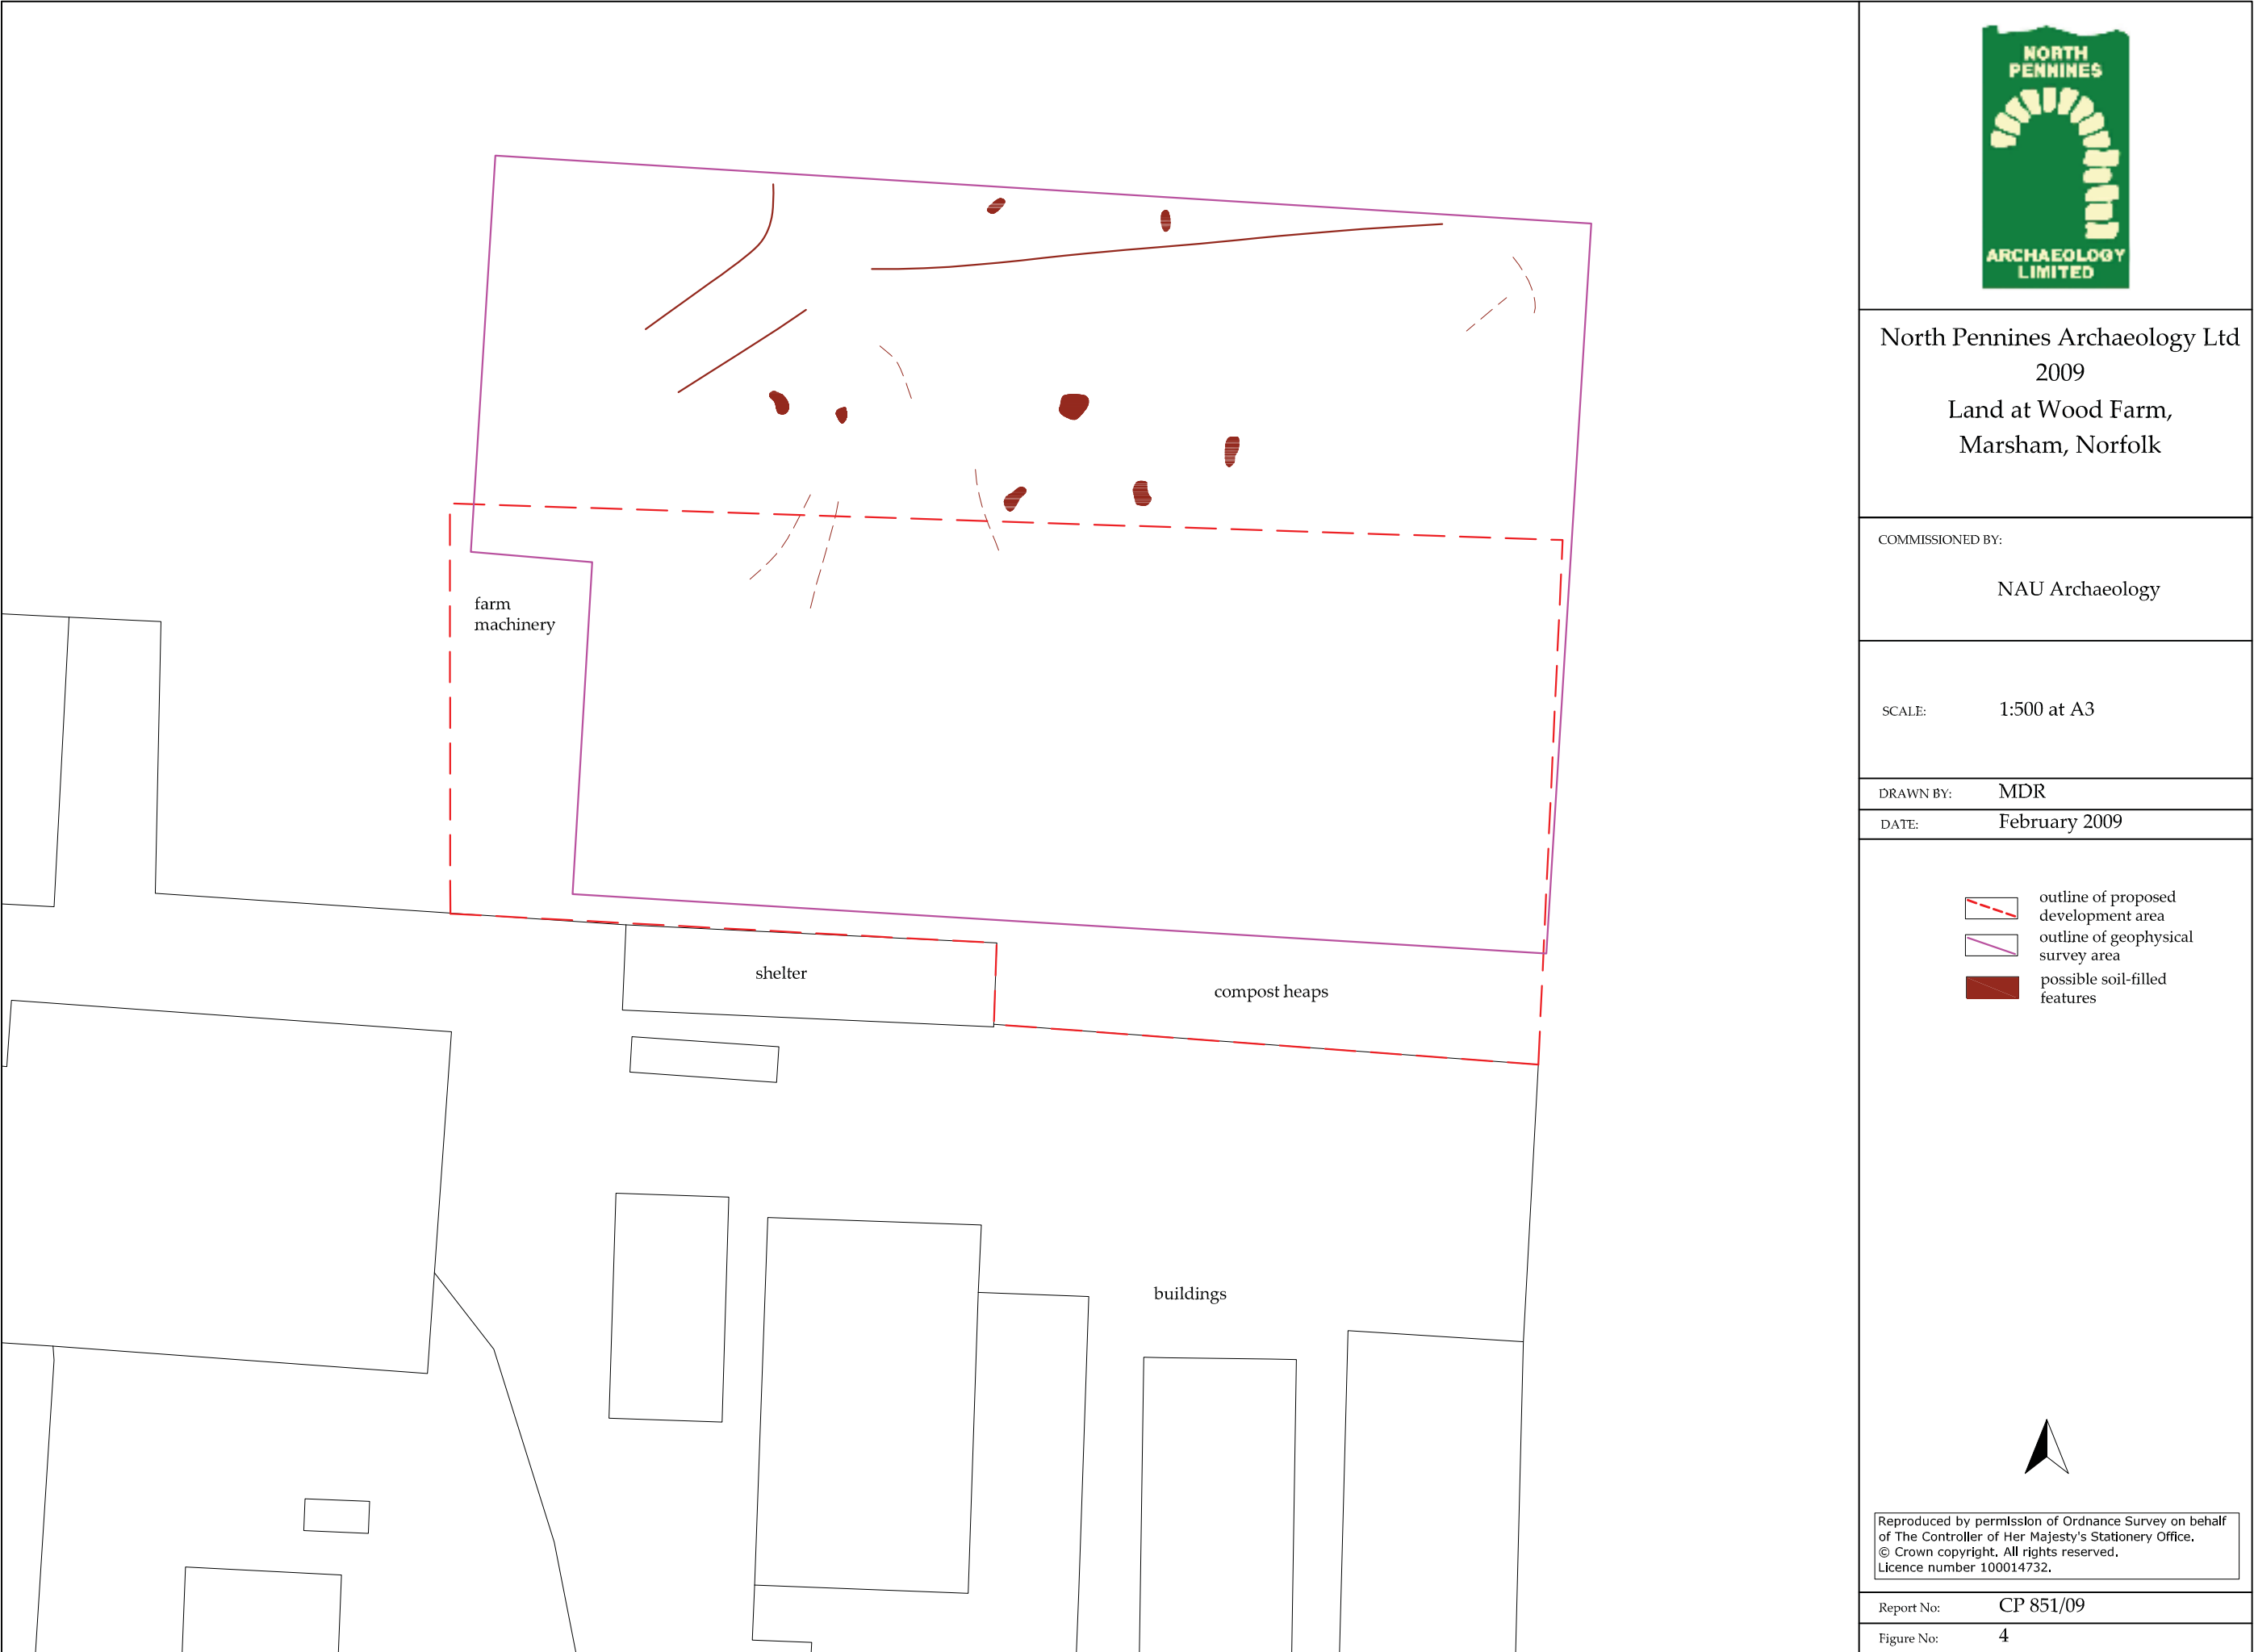 farm
machinery
shelter
compost heaps
buildings
NORTH
PENNINES
ARCHAEOLOGY
LIMITED
North Pennines Archaeology Ltd
2009
Land at Wood Farm,
Marsham, Norfolk
COMMISSIONED BY:
NAU Archaeology
SCALE: 1:500 at A3
DRAWN BY: MDR
DATE: February 2009
outline of proposed
development area
outline of geophysical
survey area
possible soil-filled
features
Reproduced by permission of Ordnance Survey on behalf
of The Controller of Her Majesty's Stationery Office.
© Crown copyright. All rights reserved.
Licence number 100014732.
Report No: CP 851/09
Figure No: 4